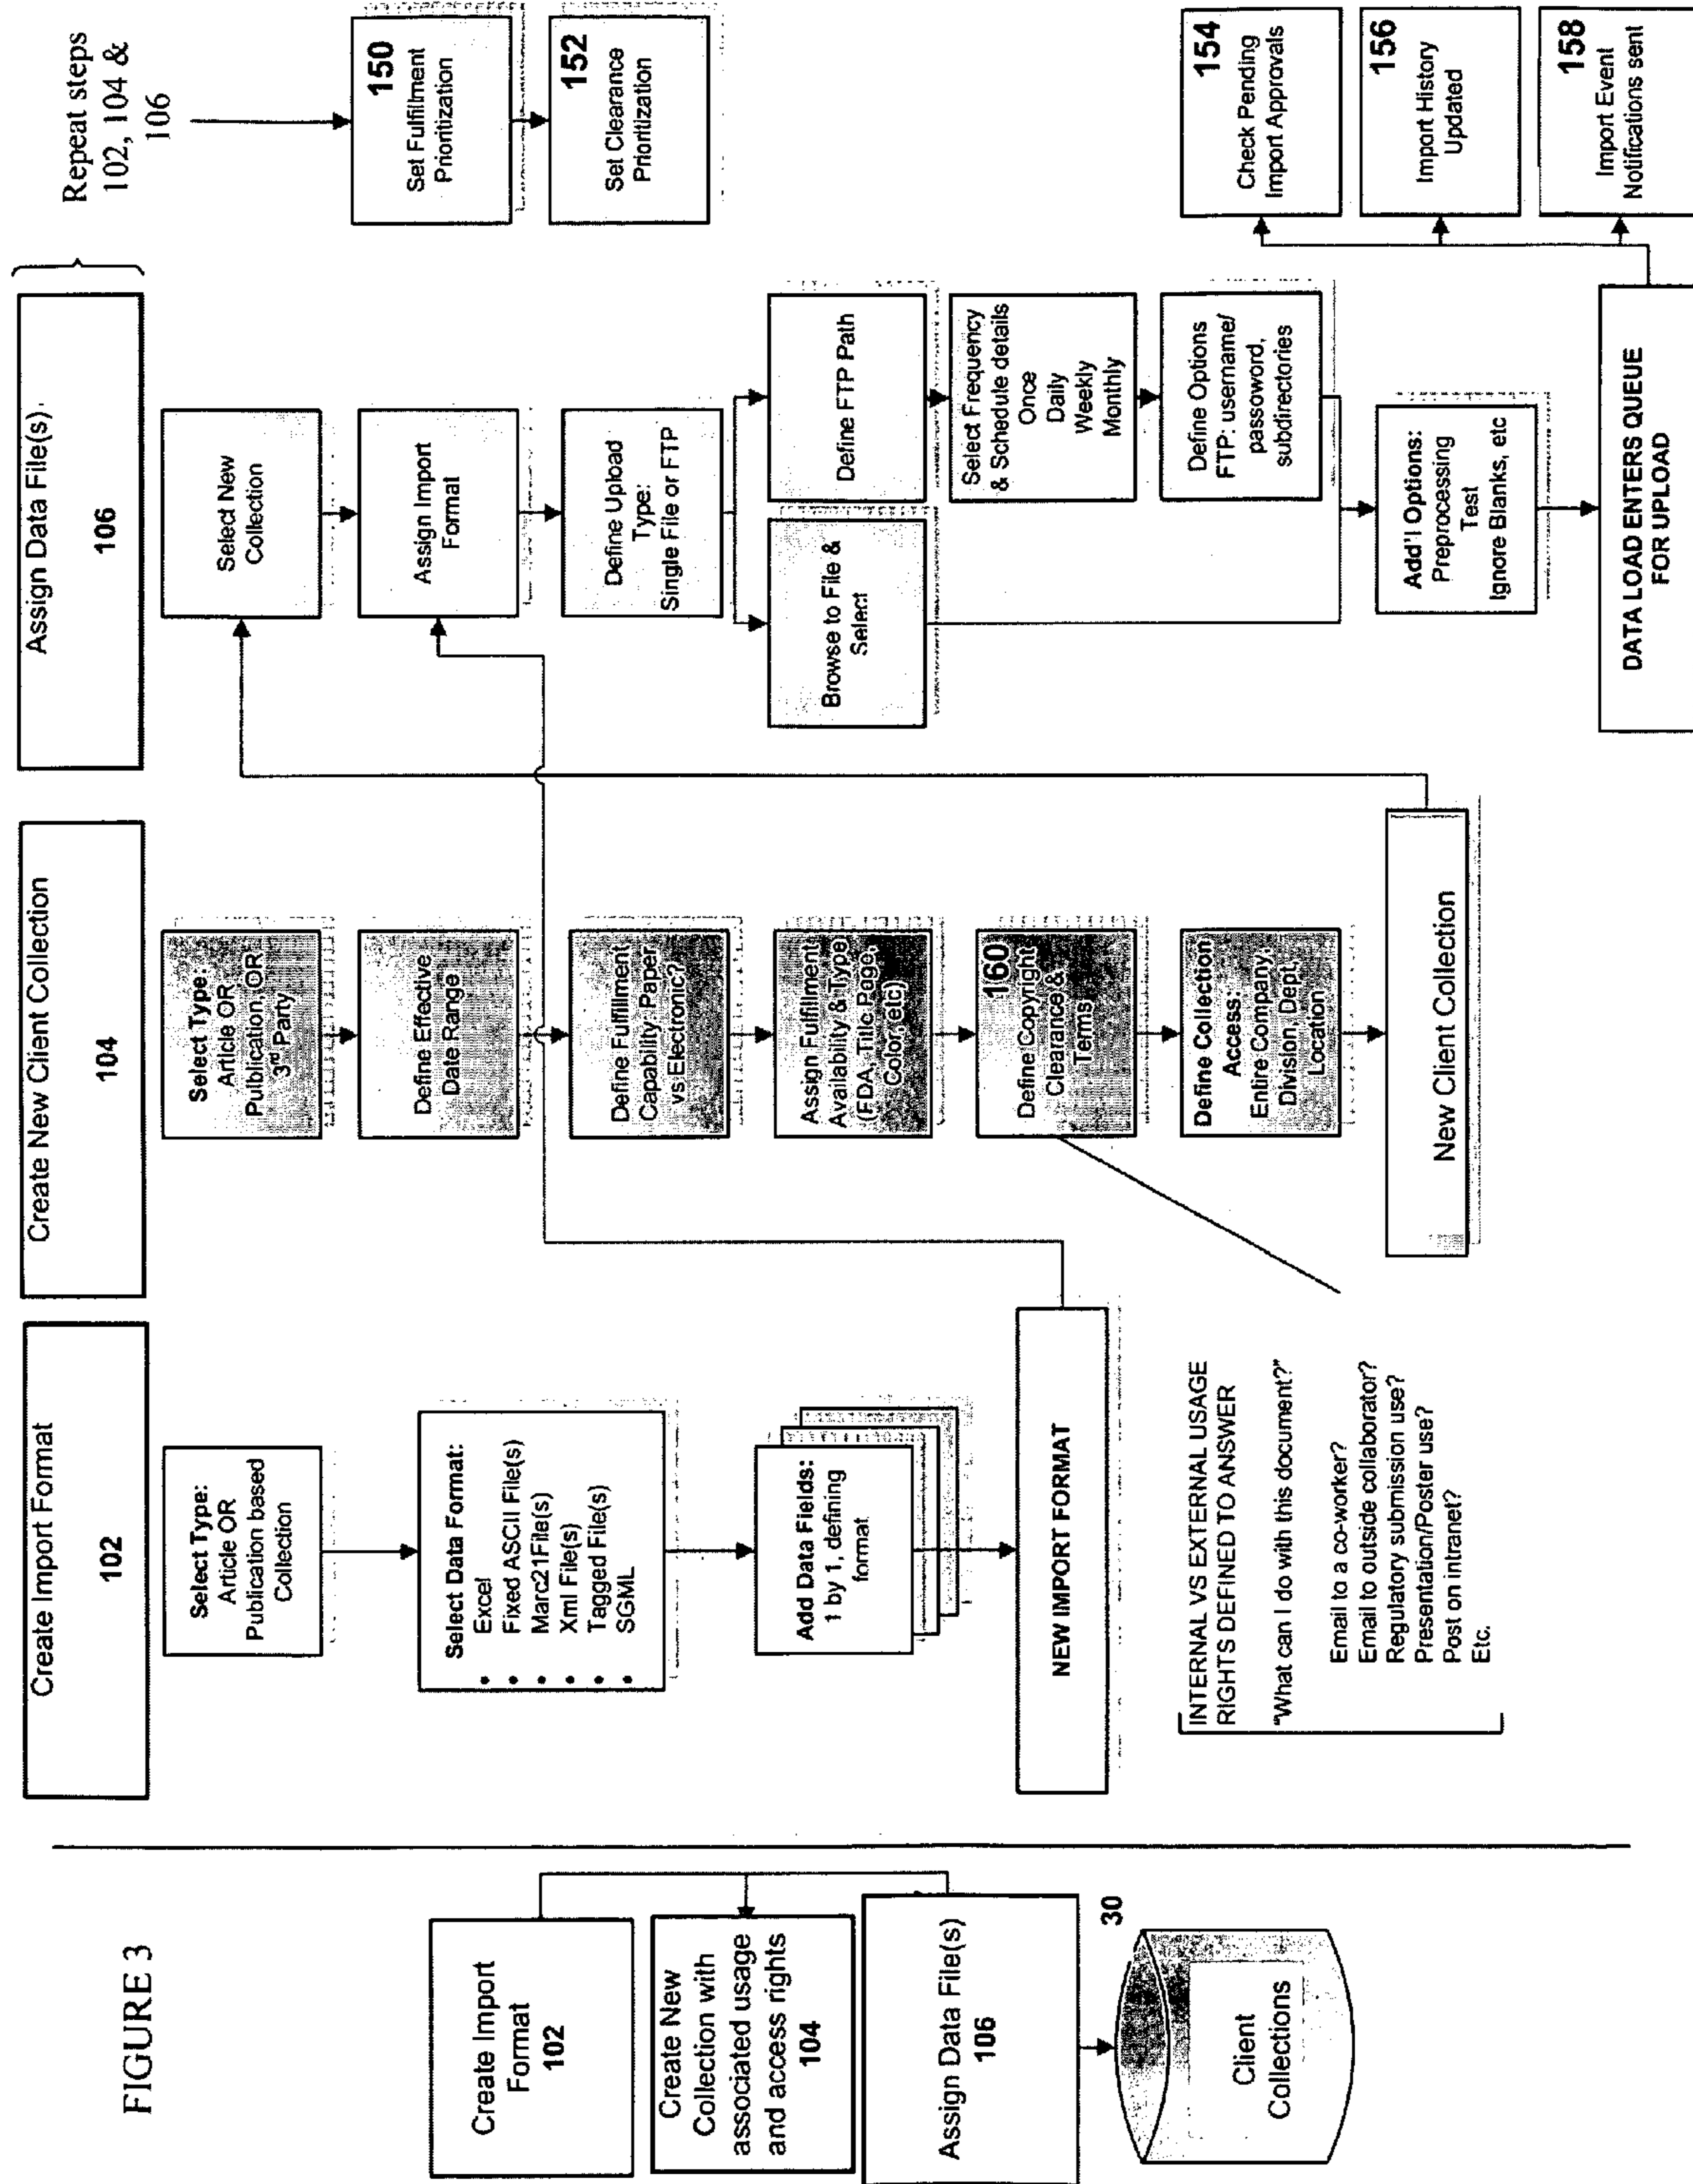 FIGURE 3
Create Import
Format
102
Create New
Collection with
associated usage
and access rights
104
Assign Data File(s)
106
30
Client
Collections
Create Import Format
102
Select Type:
Article OR
Publication based
Collection
Select Data Format:
• Excel
• Fixed ASCII File(s)
• Marc21File(s)
• Xml File(s)
• Tagged File(s)
• SGML
Add Data Fields:
1 by 1, defining
format
NEW IMPORT FORMAT
INTERNAL VS EXTERNAL USAGE
RIGHTS DEFINED TO ANSWER
"What can I do with this document?"
Email to a co-worker?
Email to outside collaborator?
Regulatory submission use?
Presentation/Poster use?
Post on intranet?
Etc.
Create New Client Collection
104
Select Type:
Article OR
Pulblication, OR
3rd Party
Define Effective
Date Range
Define Fulfillment
Capability: Paper
vs Electronic?
Assign Fulfillment
Availability & Type
(FDA, Title Page,
Color, etc)
160
Define Copyright
Clearance &
Terms
Define Collection
Access:
Entire Company,
Division, Dept,
Location
New Client Collection
Assign Data File(s).
106
Select New
Collection
Assign Import
Format
Define Upload
Type:
Single File or FTP
Browse to File &
Select
Define FTP Path
Select Frequency
& Schedule details
Once
Daily
Weekly
Monthly
Define Options
FTP: username/
password,
subdirectories
Add'l Options:
Preprocessing
Test
Ignore Blanks, etc
DATA LOAD ENTERS QUEUE
FOR UPLOAD
Repeat steps
102, 104 &
106
150
Set Fulfillment
Prioritization
152
Set Clearance
Prioritization
154
Check Pending
Import Approvals
156
Import History
Updated
158
Import Event
Notifications sent